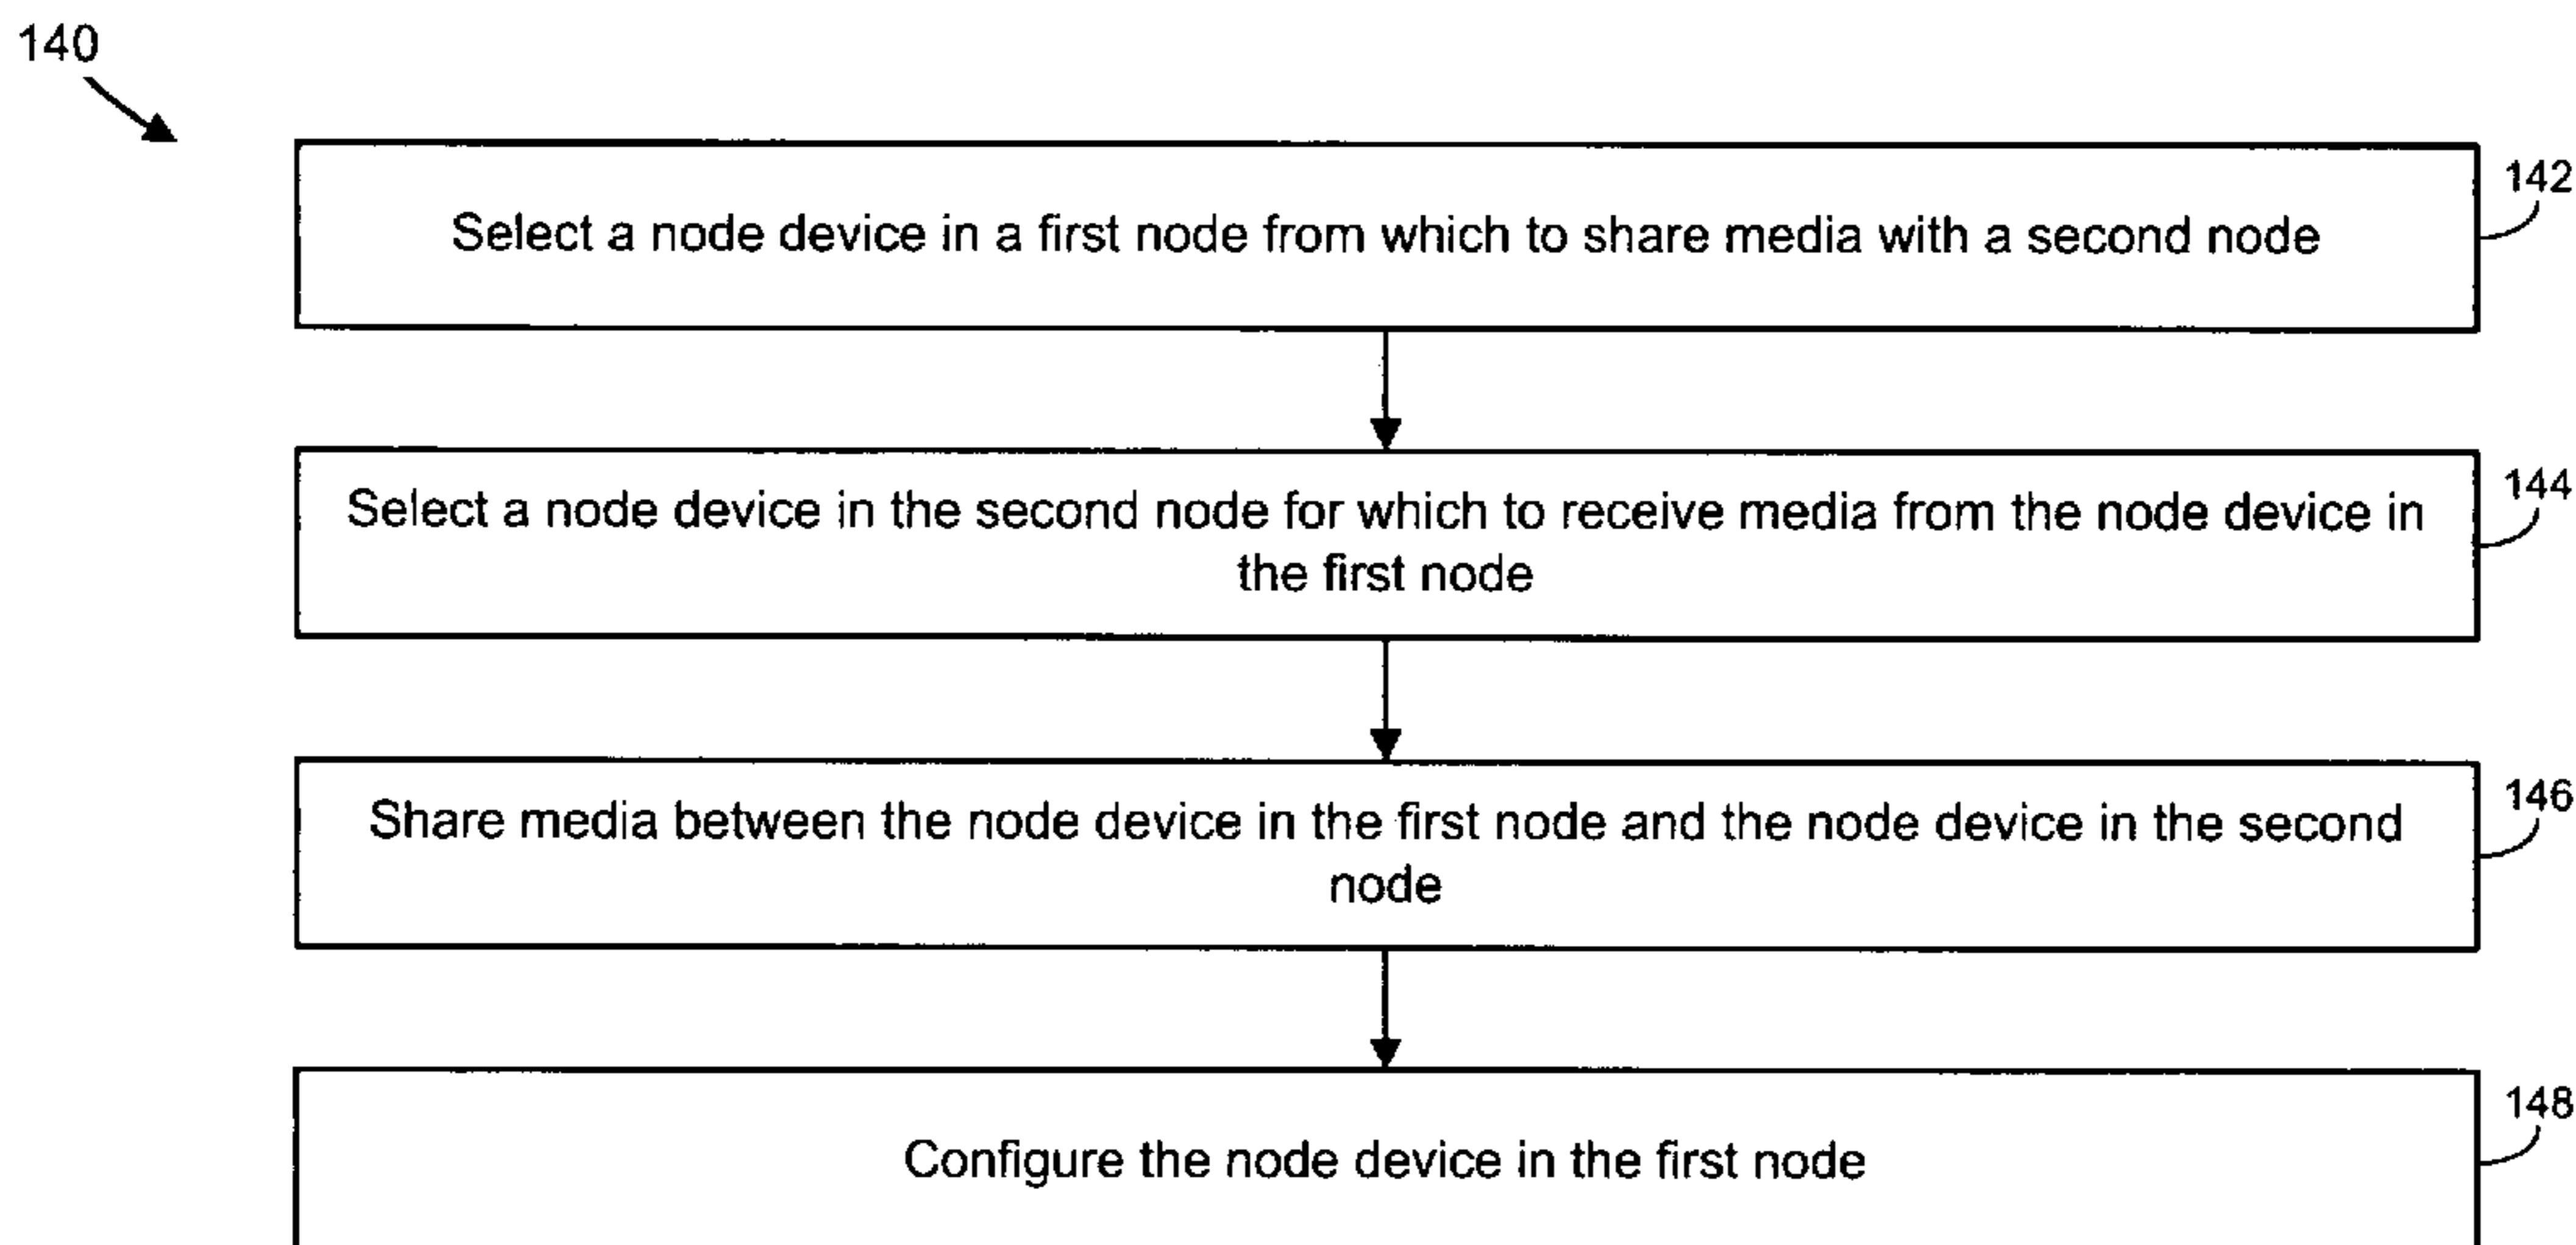 140
Select a node device in a first node from which to share media with a second node
142
Select a node device in the second node for which to receive media from the node device in
the first node
144
Share media between the node device in the first node and the node device in the second
node
146
Configure the node device in the first node
148